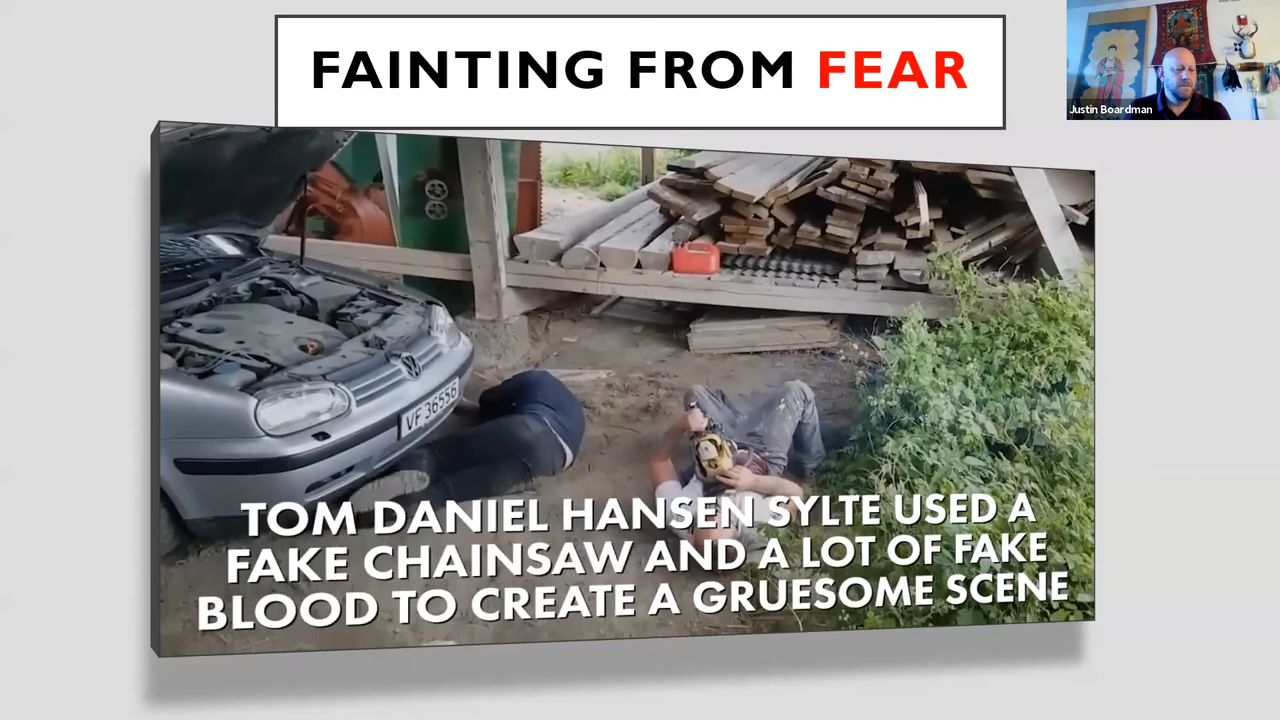 FAINTING FROM FEAR
Justin Boardman
VF 36556
TOM DANIEL HANSEN SYLTE USED A
FAKE CHAINSAW AND A LOT OF FAKE
BLOOD TO CREATE A GRUESOME SCENE